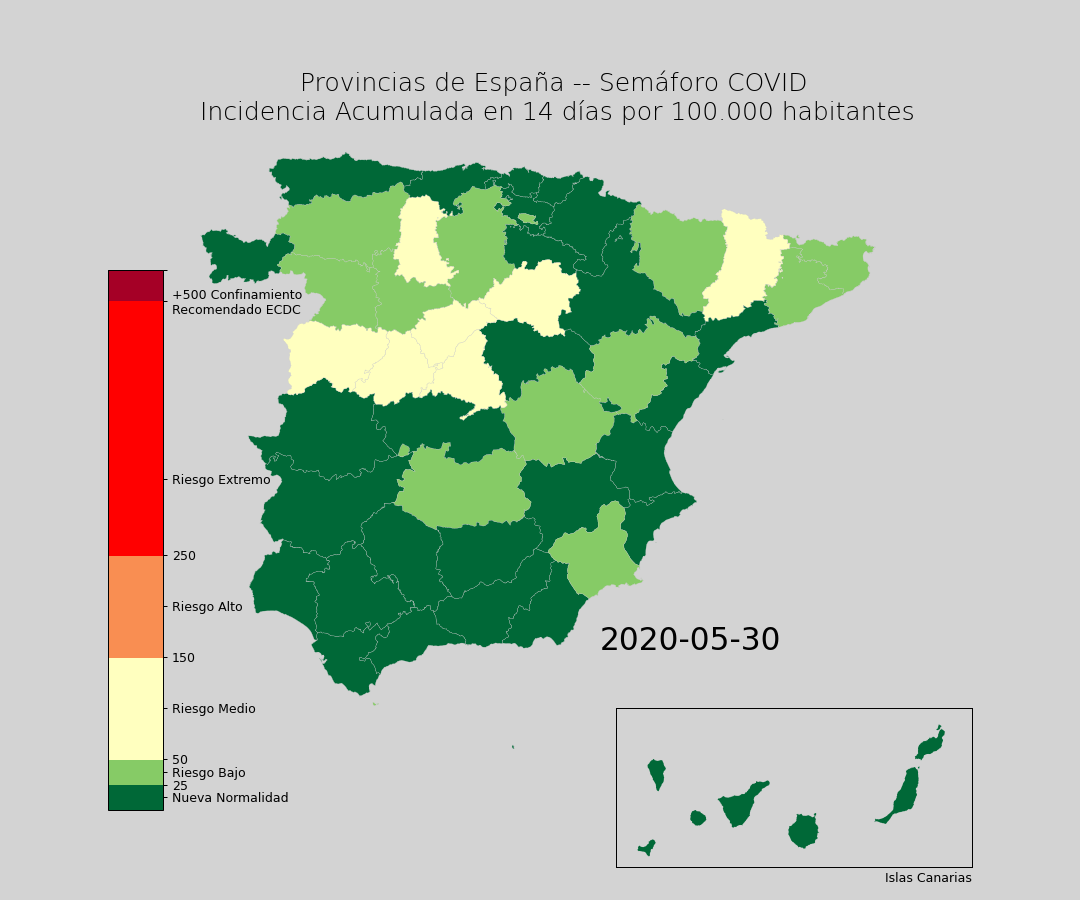 Provincias de España -- Semáforo COVID
Incidencia Acumulada en 14 días por 100.000 habitantes
+500 Confinamiento
Recomendado ECDC
Riesgo Extremo
250
Riesgo Alto
150
Riesgo Medio
50
Riesgo Bajo
25
Nueva Normalidad
2020-05-30
Islas Canarias